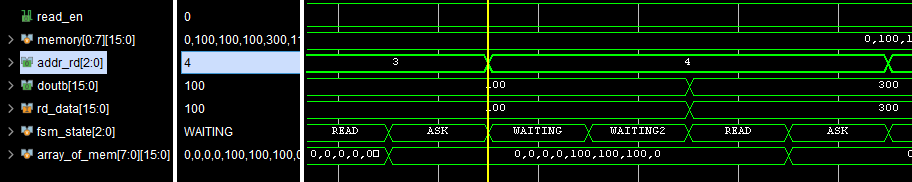 read_en 0
memory[0:7][15:0] 0,100,100,100,300,1 0,100,1
addr_rd[2:0] 4 3 4
doutb[15:0] 100 100 300
rd_data[15:0] 100 100 300
fsm_state[2:0] WAITING READ ASK WAITING WAITING2 READ ASK
array_of_mem[7:0][15:0] 0,0,0,0,100,100,100,0 0,0,0,0,0 0,0,0,0,100,100,100,0